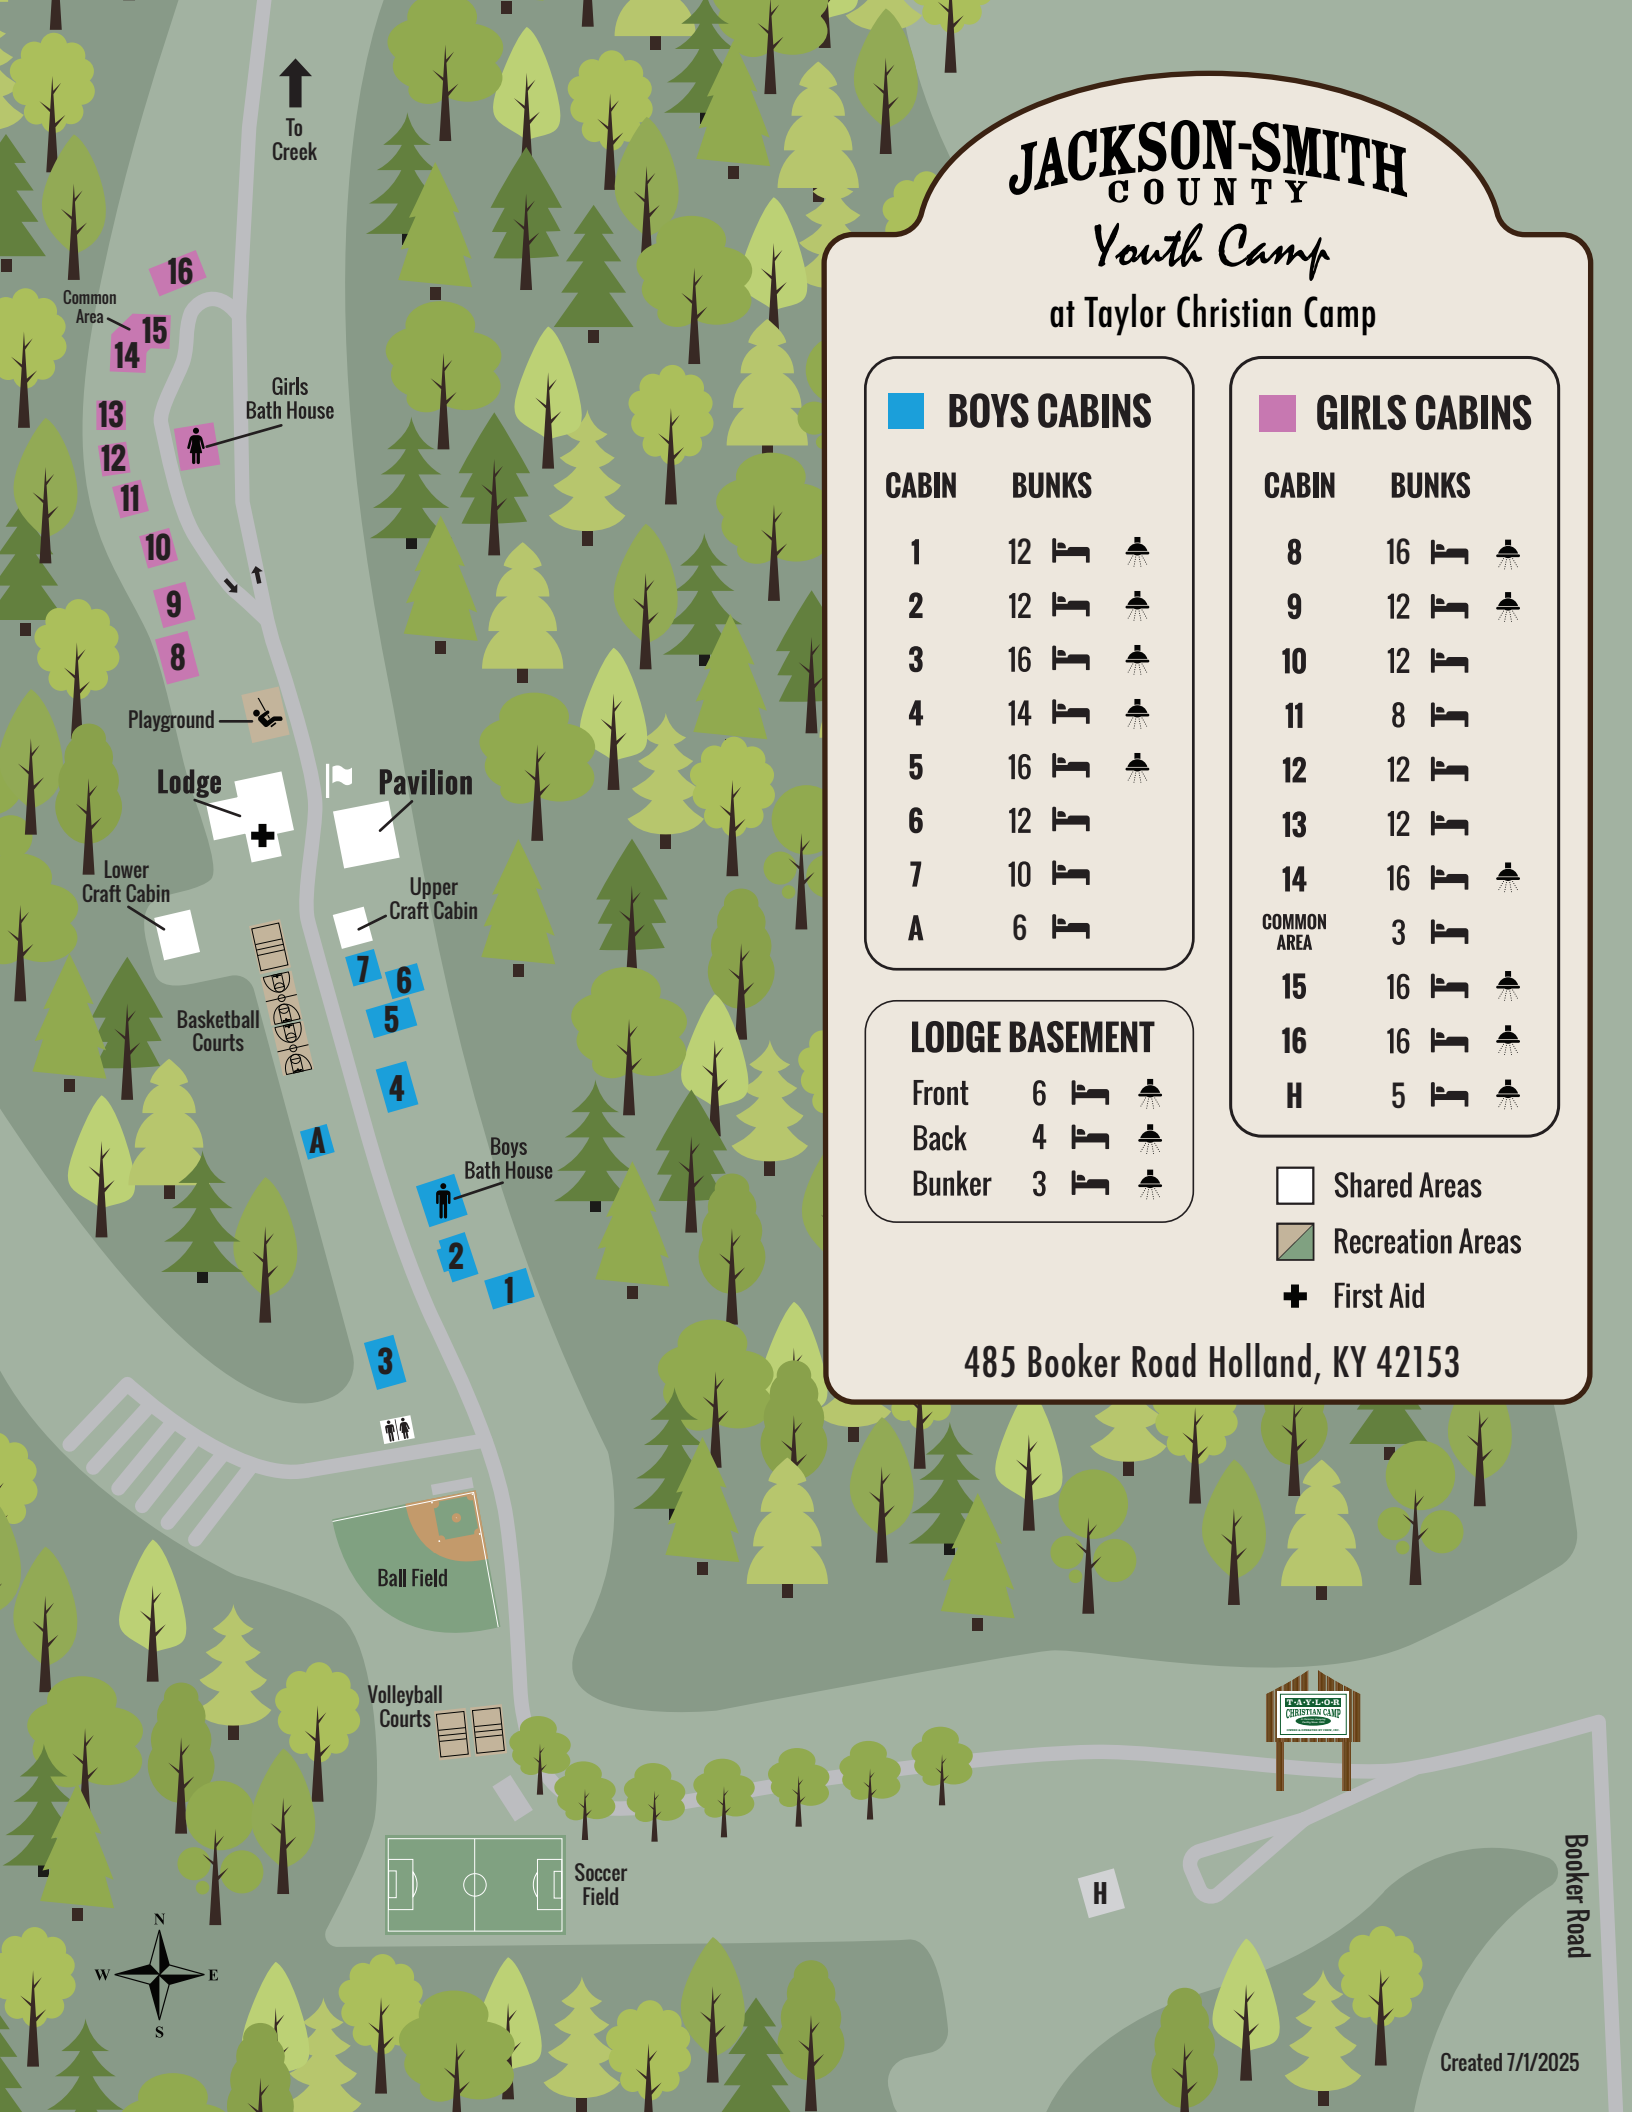 JACKSON-SMITH
COUNTY
Youth Camp
at Taylor Christian Camp
BOYS CABINS
CABIN BUNKS
1 12
2 12
3 16
4 14
5 16
6 12
7 10
A 6
LODGE BASEMENT
Front 6
Back 4
Bunker 3
GIRLS CABINS
CABIN BUNKS
8 16
9 12
10 12
11 8
12 12
13 12
14 16
COMMON
AREA 3
15 16
16 16
H 5
Shared Areas
Recreation Areas
First Aid
485 Booker Road Holland, KY 42153
To
Creek
16
Common
Area
15
14
Girls
Bath House
13
12
11
10
9
8
Playground
Lodge
Pavilion
Lower
Craft Cabin
Upper
Craft Cabin
7
6
5
Basketball
Courts
4
A
Boys
Bath House
2
1
3
Ball Field
Volleyball
Courts
T·A·Y·L·O·R
CHRISTIAN CAMP
Soccer
Field
H
Booker Road
N
W
E
S
Created 7/1/2025